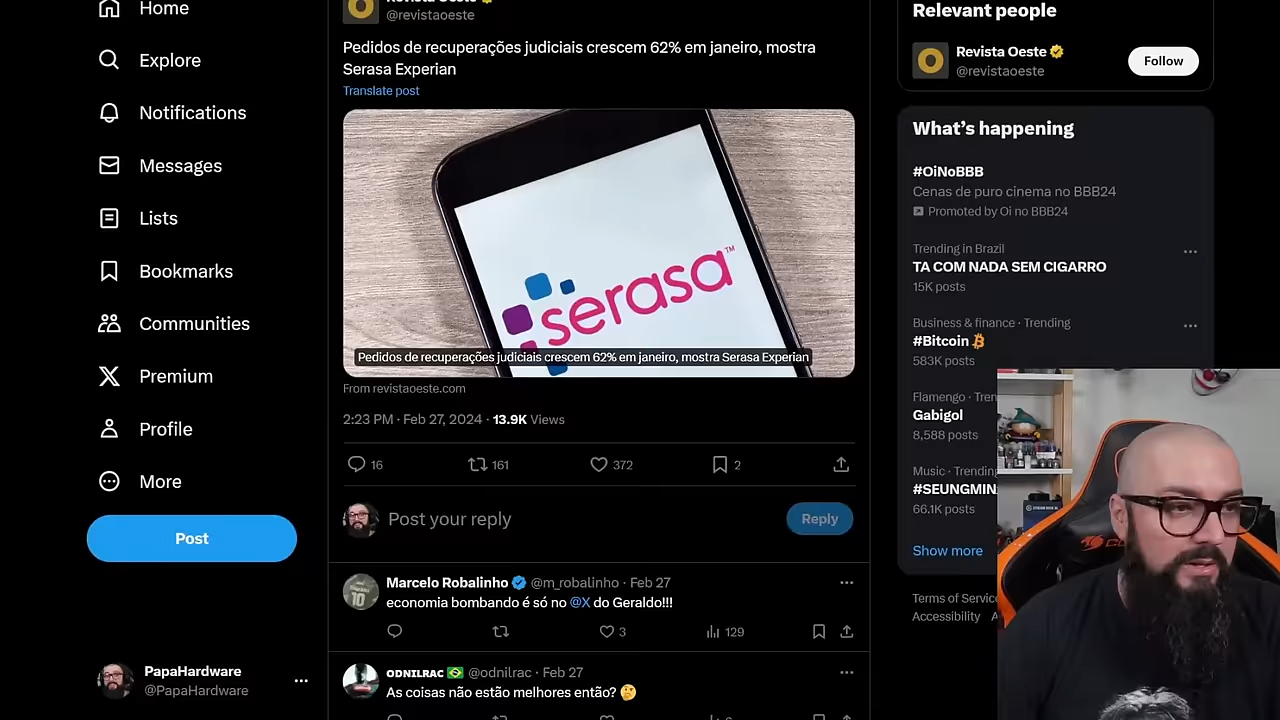 Home
Explore
Notifications
Messages
Lists
Bookmarks
Communities
Premium
Profile
More
Post
PapaHardware
@PapaHardware
Revista Oeste
@revistaoeste
Pedidos de recuperações judiciais crescem 62% em janeiro, mostra
Serasa Experian
Translate post
serasa™
Pedidos de recuperações judiciais crescem 62% em janeiro, mostra Serasa Experian
From revistaoeste.com
2:23 PM · Feb 27, 2024 · 13.9K Views
16 161 372 2
Post your reply
Reply
Marcelo Robalinho @m_robalinho · Feb 27
economia bombando é só no @X do Geraldo!!!
3 129
ODNILRAC 🇧🇷 @odnilrac · Feb 27
As coisas não estão melhores então? 🤔
Relevant people
Revista Oeste
@revistaoeste
Follow
What's happening
#OiNoBBB
Cenas de puro cinema no BBB24
Promoted by Oi no BBB24
Trending in Brazil
TA COM NADA SEM CIGARRO
15K posts
Business & finance · Trending
#Bitcoin
583K posts
Flamengo · Tren
Gabigol
8,588 posts
Music · Trending
#SEUNGMIN
66.1K posts
Show more
Terms of Service
Accessibility A